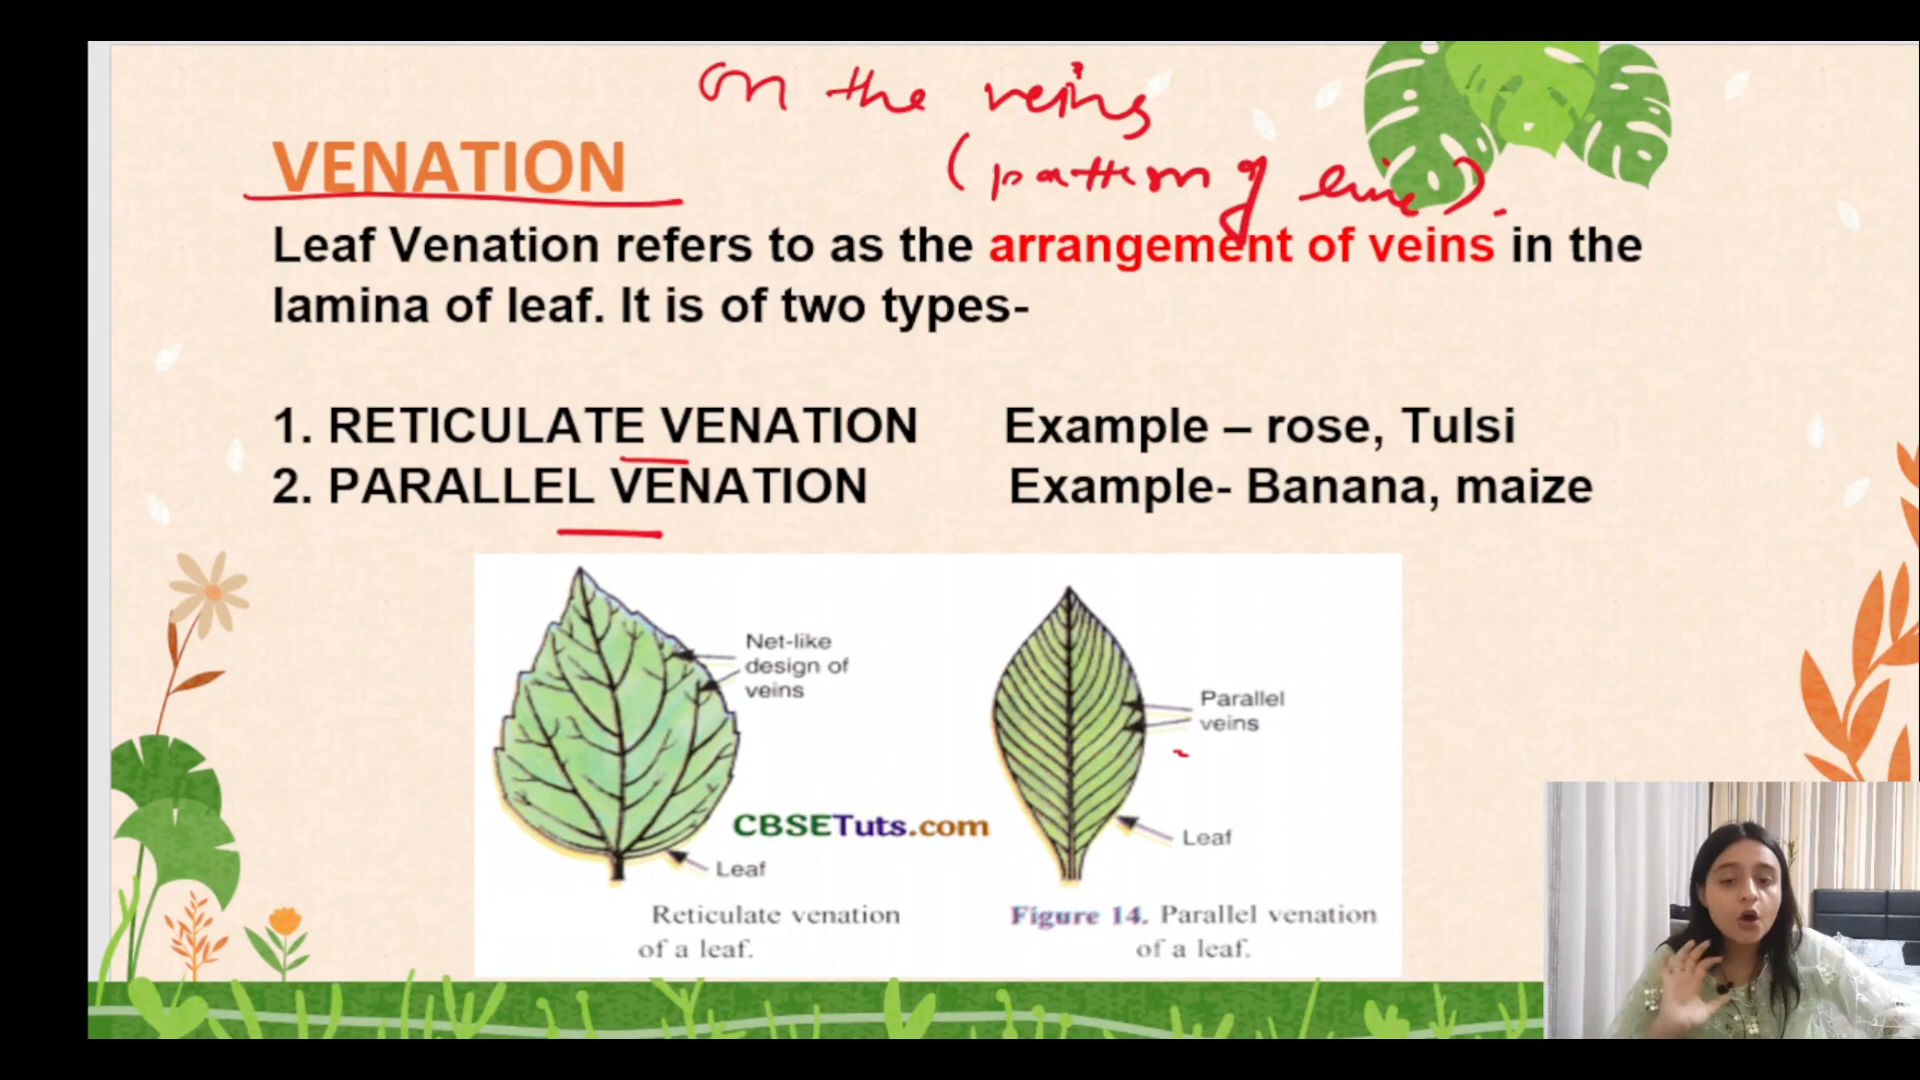 on the veins
(pattern of
VENATION
Leaf Venation refers to as the arrangement of veins in the
lamina of leaf. It is of two types-
1. RETICULATE VENATION Example – rose, Tulsi
2. PARALLEL VENATION Example- Banana, maize
Net-like
design of
veins
Leaf
Reticulate venation
of a leaf.
CBSETuts.com
Parallel
veins
Leaf
Figure 14. Parallel venation
of a leaf.